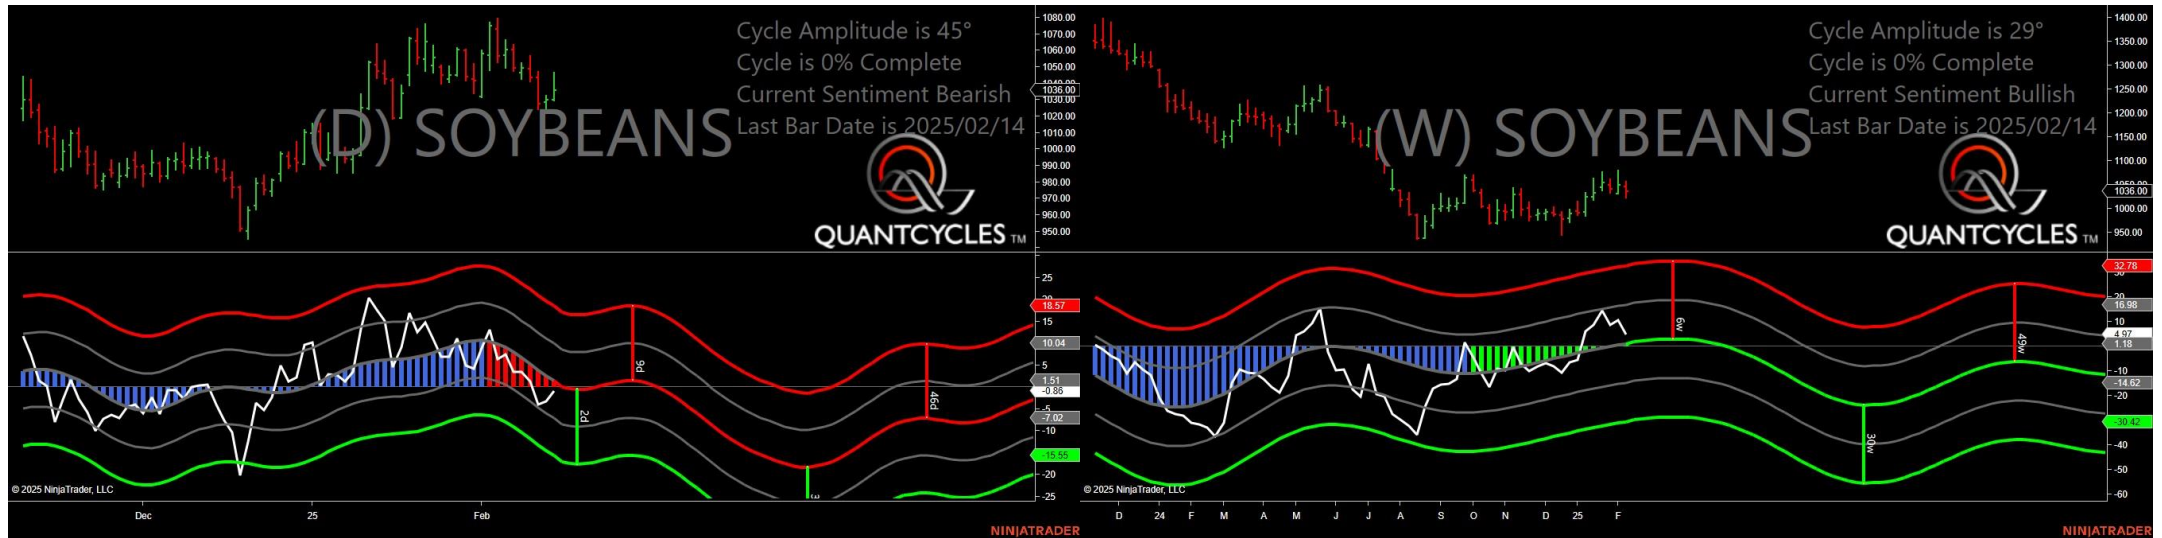 (D) SOYBEANS
Cycle Amplitude is 45°
Cycle is 0% Complete
Current Sentiment Bearish
Last Bar Date is 2025/02/14
QUANTCYCLES TM
1080.00
1070.00
1060.00
1050.00
1036.00
1030.00
1020.00
1010.00
1000.00
990.00
980.00
970.00
960.00
950.00
25
18.57
15
10.04
5
1.51
-0.86
-5
-7.02
-10
-15.55
-20
-25
2d
9d
46d
© 2025 NinjaTrader, LLC
Dec
25
Feb
NINJATRADER
(W) SOYBEANS
Cycle Amplitude is 29°
Cycle is 0% Complete
Current Sentiment Bullish
Last Bar Date is 2025/02/14
QUANTCYCLES TM
1400.00
1350.00
1300.00
1250.00
1200.00
1150.00
1100.00
1036.00
1000.00
950.00
32.78
20
16.98
10
4.97
1.18
-10
-14.62
-20
-30.42
-40
-50
-60
6w
30w
49w
© 2025 NinjaTrader, LLC
D 24 F M A M J J A S O N D 25 F
NINJATRADER